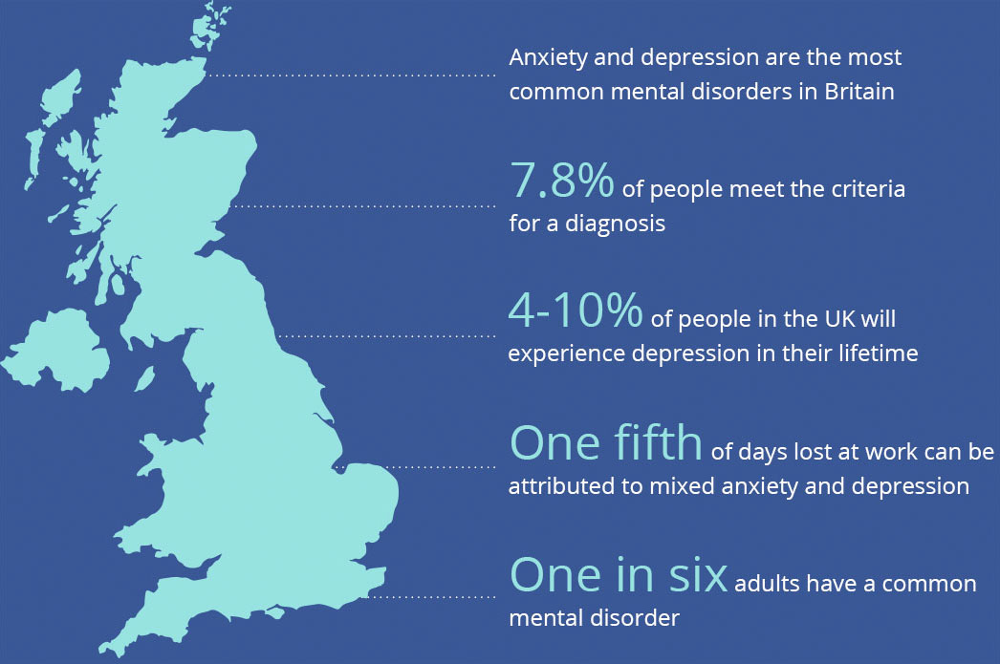 Anxiety and depression are the most
common mental disorders in Britain
7.8% of people meet the criteria
for a diagnosis
4-10% of people in the UK will
experience depression in their lifetime
One fifth of days lost at work can be
attributed to mixed anxiety and depression
One in six adults have a common
mental disorder